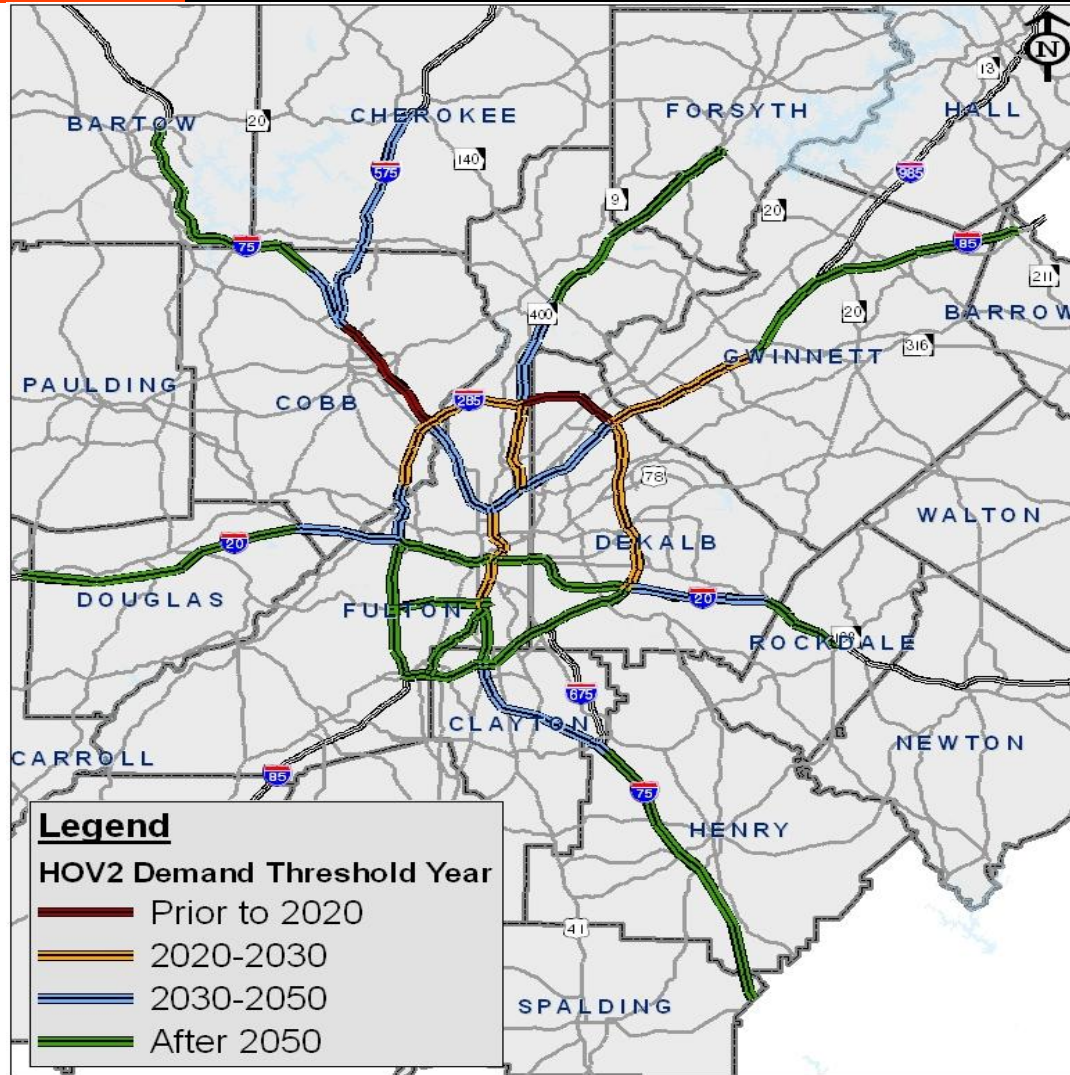 N
13
BARTOW
20
CHEROKEE
FORSYTH
HALL
140
575
985
9
20
75
85
211
400
20
BARROW
316
GWINNETT
PAULDING
COBB
285
78
WALTON
20
DEKALB
DOUGLAS
FULTON
20
ROCKDALE
675
CLAYTON
NEWTON
CARROLL
85
75
HENRY
41
SPALDING
Legend
HOV2 Demand Threshold Year
Prior to 2020
2020-2030
2030-2050
After 2050